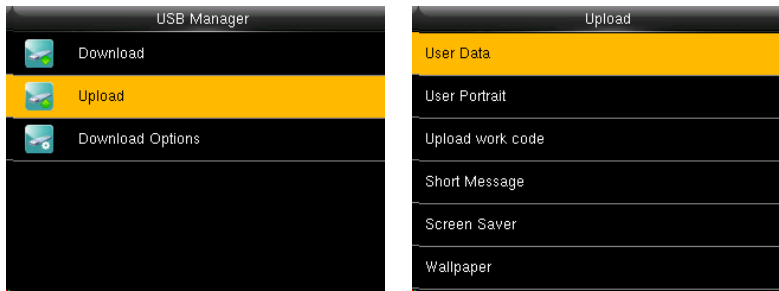 USB Manager
Download
Upload
Download Options
Upload
User Data
User Portrait
Upload work code
Short Message
Screen Saver
Wallpaper